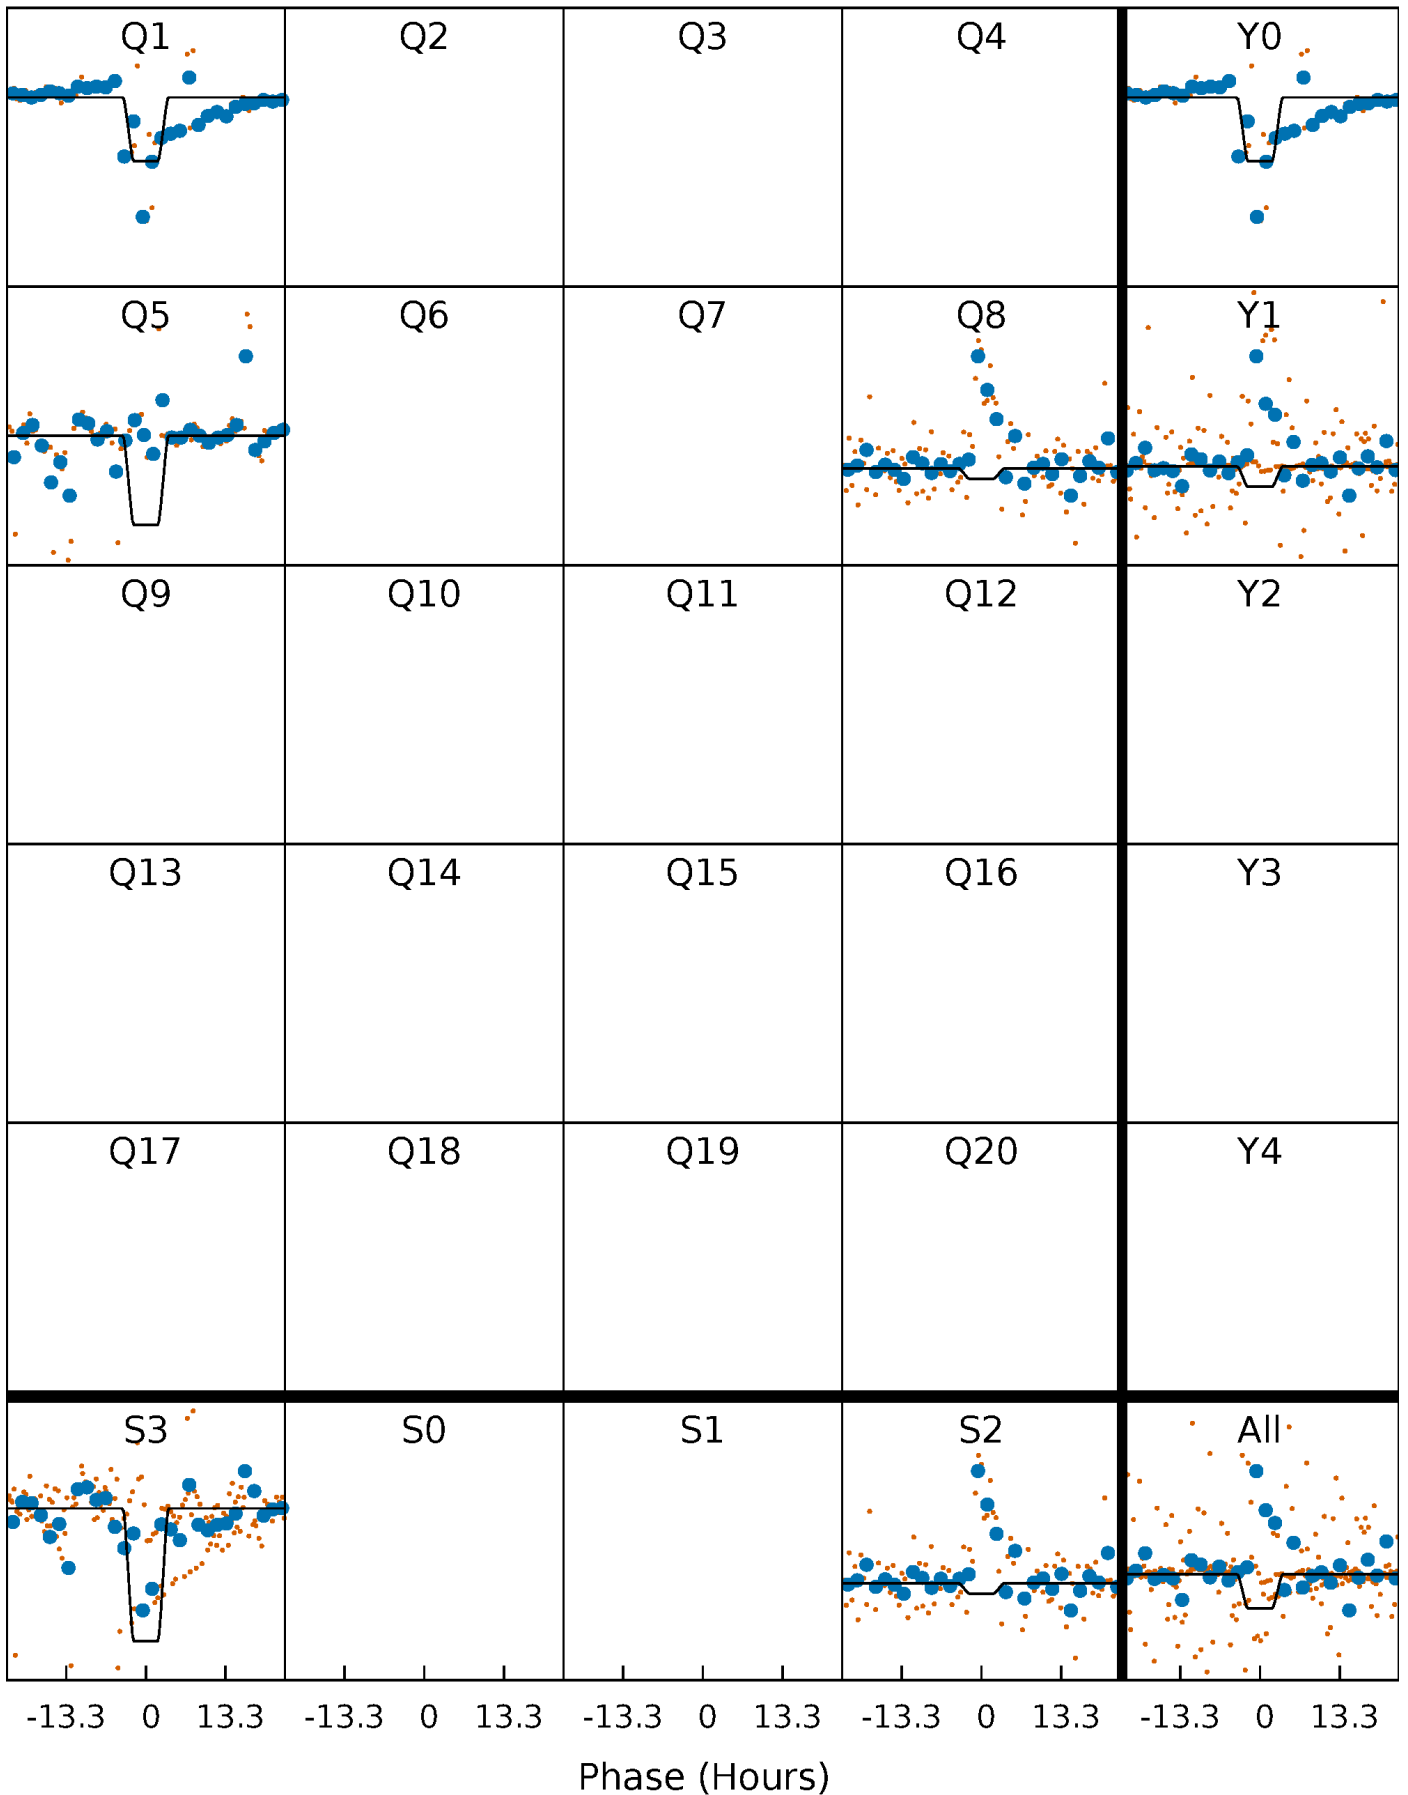 Q1 Q2 Q3 Q4 Y0
Q5 Q6 Q7 Q8 Y1
Q9 Q10 Q11 Q12 Y2
Q13 Q14 Q15 Q16 Y3
Q17 Q18 Q19 Q20 Y4
S3 S0 S1 S2 All
-13.3 0 13.3 -13.3 0 13.3 -13.3 0 13.3 -13.3 0 13.3 -13.3 0 13.3
Phase (Hours)